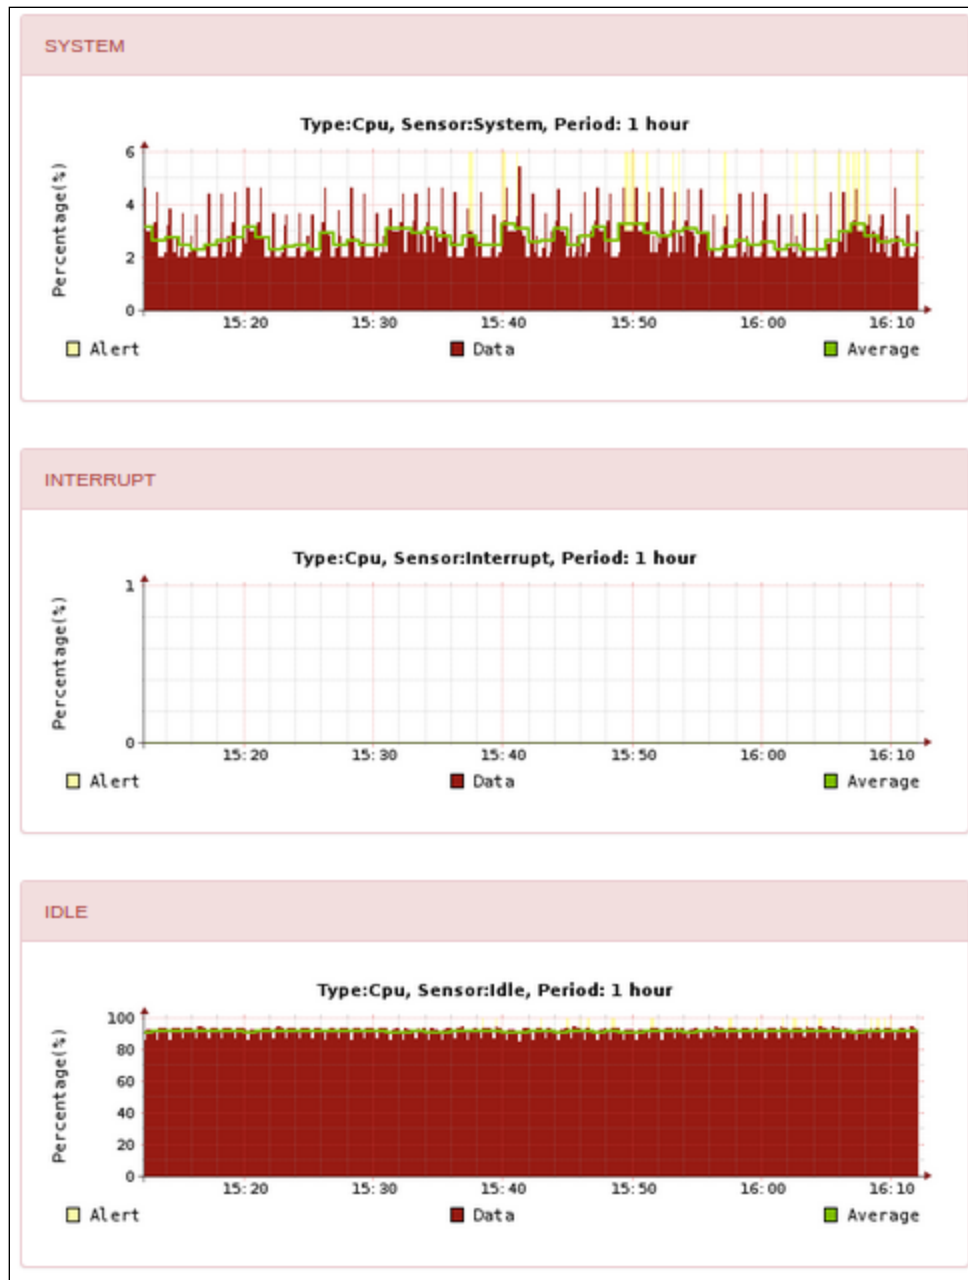 SYSTEM
Type:Cpu, Sensor:System, Period: 1 hour
Percentage(%)
6
4
2
0
15:20 15:30 15:40 15:50 16:00 16:10
Alert Data Average
INTERRUPT
Type:Cpu, Sensor:Interrupt, Period: 1 hour
Percentage(%)
1
0
15:20 15:30 15:40 15:50 16:00 16:10
Alert Data Average
IDLE
Type:Cpu, Sensor:Idle, Period: 1 hour
Percentage(%)
100
80
60
40
20
0
15:20 15:30 15:40 15:50 16:00 16:10
Alert Data Average